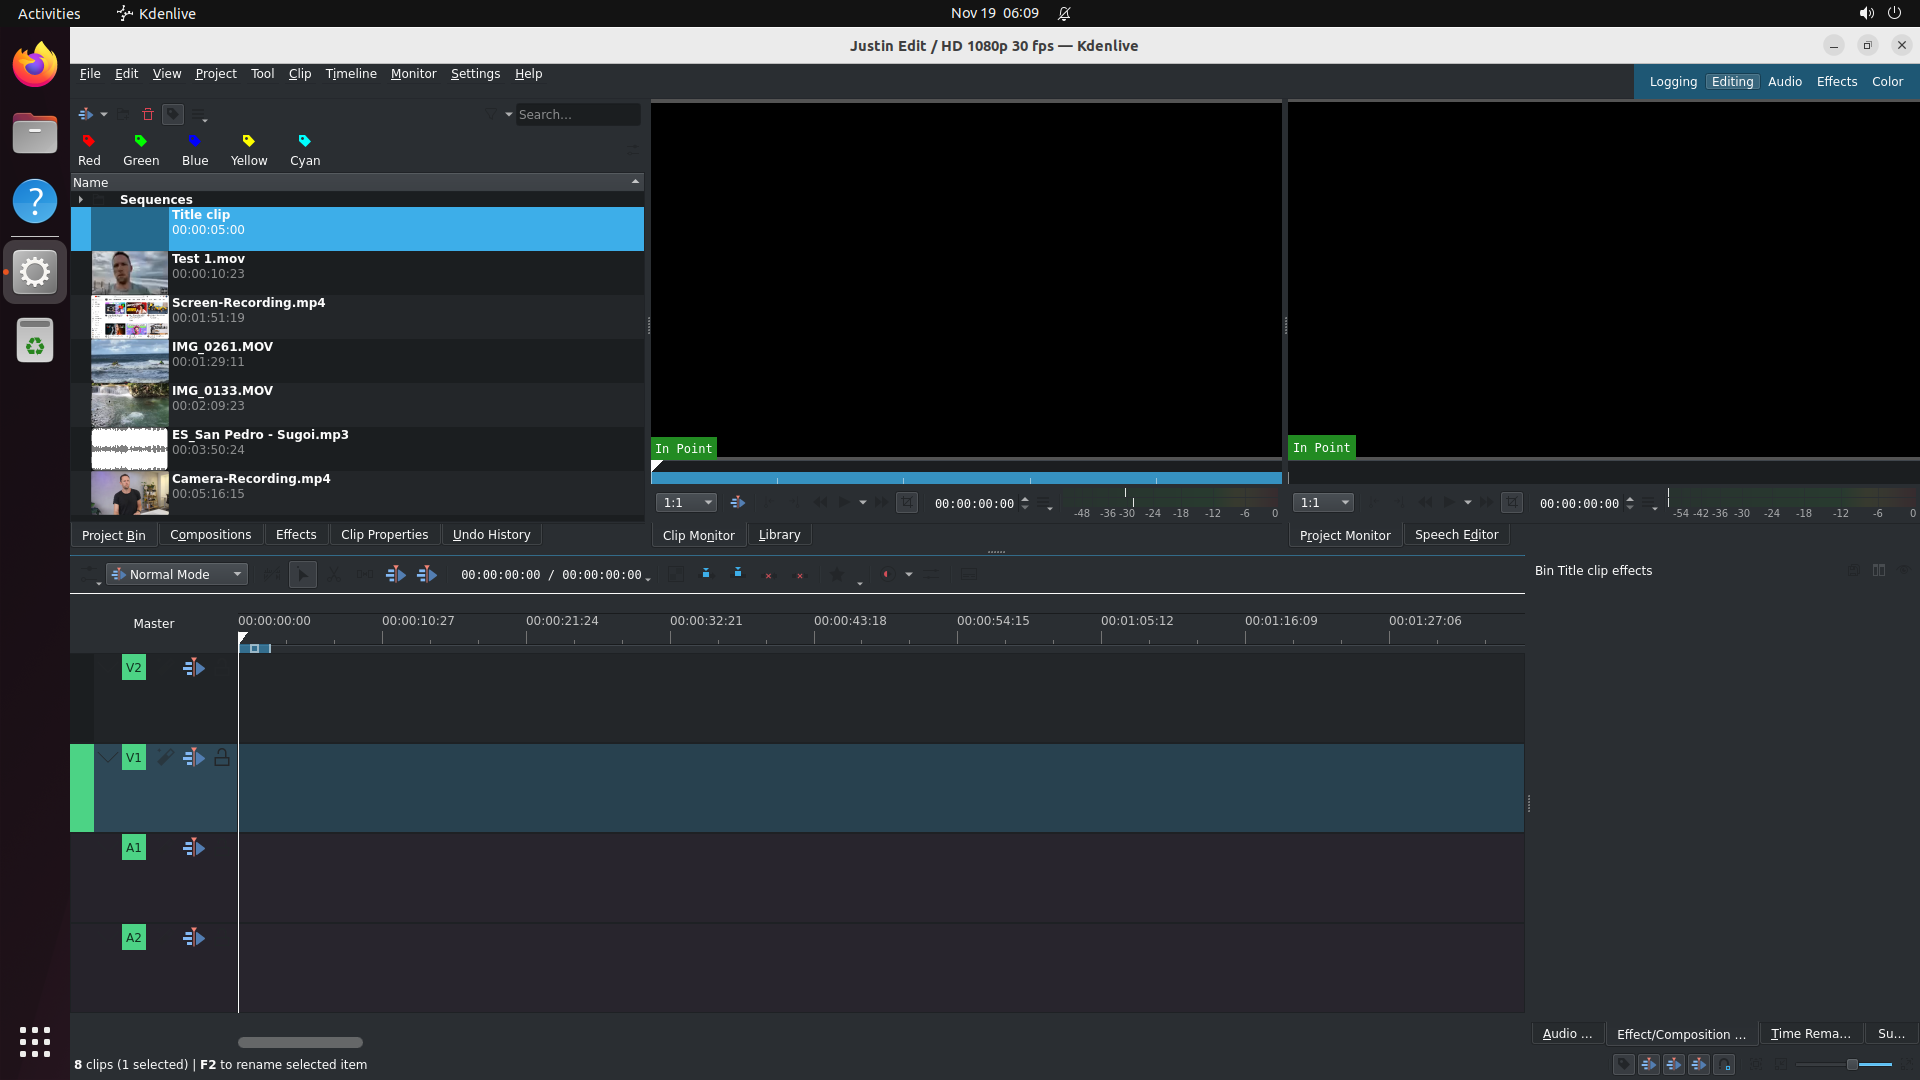 Activities
Kdenlive
Nov 19 06:09
Justin Edit / HD 1080p 30 fps — Kdenlive
File Edit View Project Tool Clip Timeline Monitor Settings Help
Logging Editing Audio Effects Color
Search...
Red Green Blue Yellow Cyan
Name
Sequences
Title clip
00:00:05:00
Test 1.mov
00:00:10:23
Screen-Recording.mp4
00:01:51:19
IMG_0261.MOV
00:01:29:11
IMG_0133.MOV
00:02:09:23
ES_San Pedro - Sugoi.mp3
00:03:50:24
Camera-Recording.mp4
00:05:16:15
In Point
In Point
1:1
00:00:00:00
-48 -36 -30 -24 -18 -12 -6 0
1:1
00:00:00:00
-54 -42 -36 -30 -24 -18 -12 -6 0
Project Bin Compositions Effects Clip Properties Undo History
Clip Monitor Library
Project Monitor Speech Editor
Normal Mode
00:00:00:00 / 00:00:00:00
Bin Title clip effects
Master
00:00:00:00 00:00:10:27 00:00:21:24 00:00:32:21 00:00:43:18 00:00:54:15 00:01:05:12 00:01:16:09 00:01:27:06
V2
V1
A1
A2
Audio ... Effect/Composition ... Time Rema... Su...
8 clips (1 selected) | F2 to rename selected item